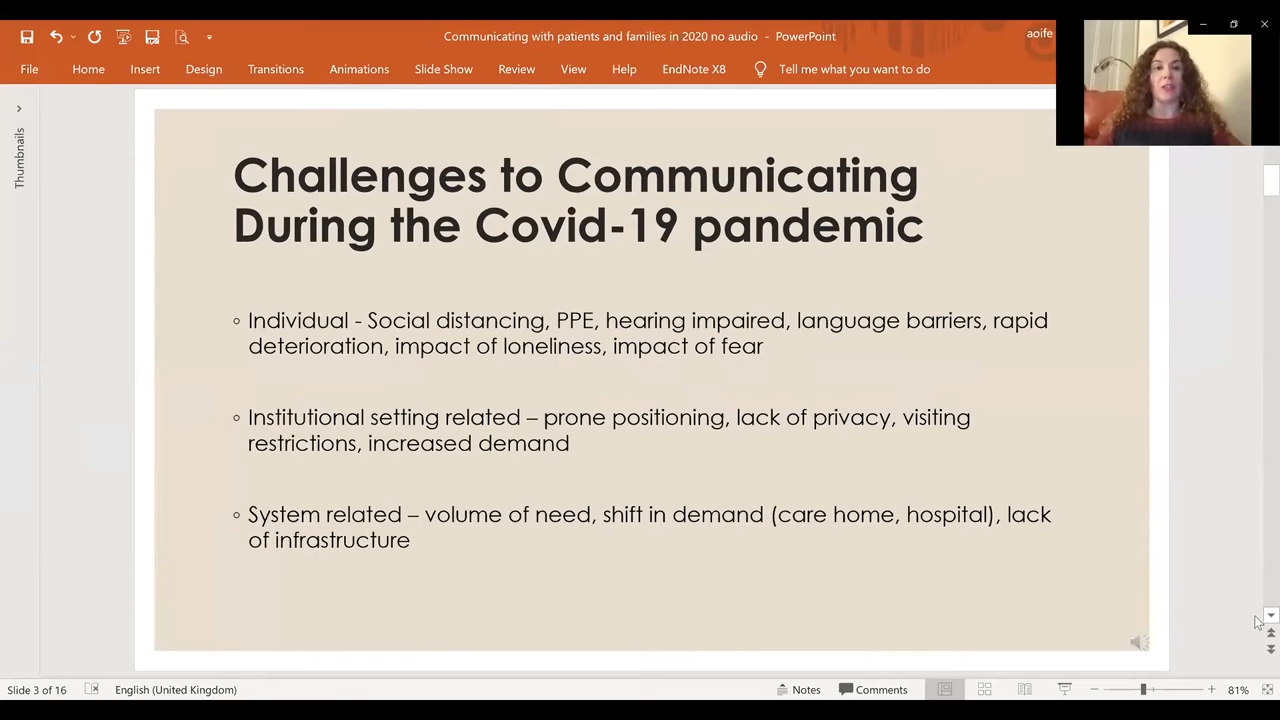 Communicating with patients and families in 2020 no audio - PowerPoint
aoife
File Home Insert Design Transitions Animations Slide Show Review View Help EndNote X8 Tell me what you want to do
Thumbnails
Challenges to Communicating
During the Covid-19 pandemic
◦ Individual - Social distancing, PPE, hearing impaired, language barriers, rapid
deterioration, impact of loneliness, impact of fear
◦ Institutional setting related – prone positioning, lack of privacy, visiting
restrictions, increased demand
◦ System related – volume of need, shift in demand (care home, hospital), lack
of infrastructure
Slide 3 of 16 English (United Kingdom) Notes Comments 81%